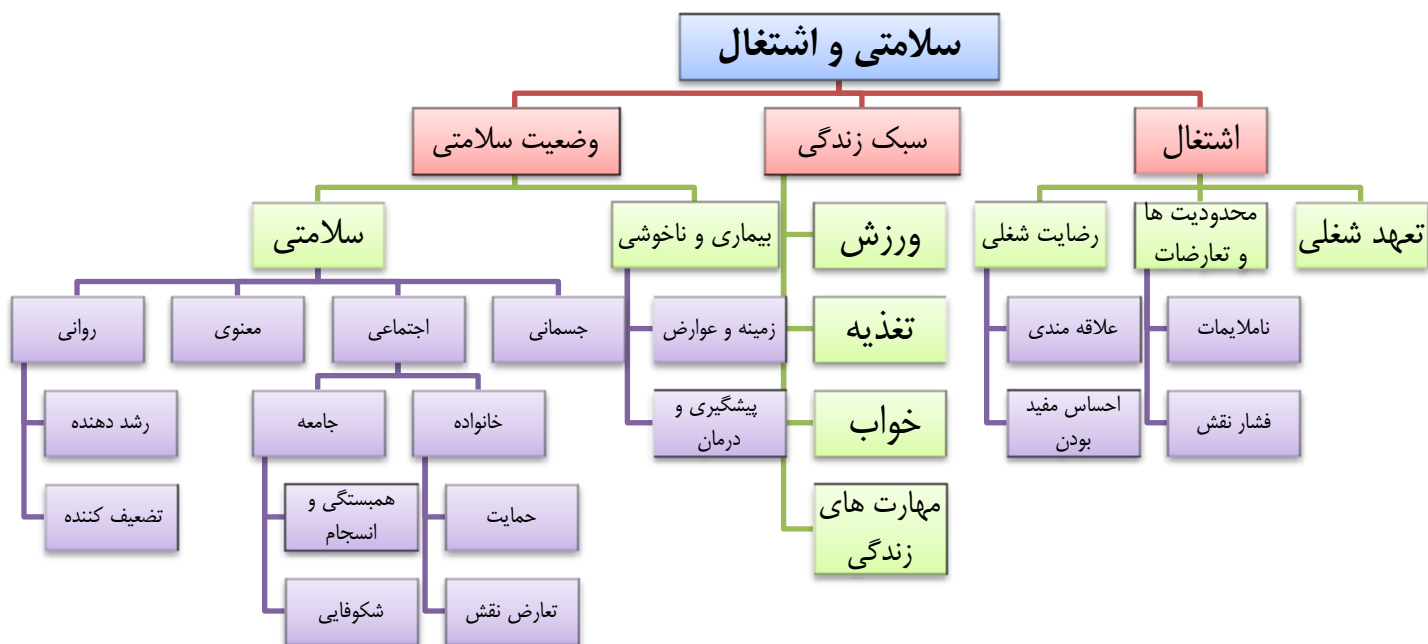 سلامتی و اشتغال
اشتغال
سبک زندگی
وضعیت سلامتی
تعهد شغلی
محدودیت ها
و تعارضات
رضایت شغلی
ورزش
بیماری و ناخوشی
سلامتی
ناملایمات
علاقه مندی
تغذیه
زمینه و عوارض
جسمانی
اجتماعی
معنوی
روانی
فشار نقش
احساس مفید
بودن
خواب
پیشگیری و
درمان
خانواده
جامعه
رشد دهنده
مهارت های
زندگی
حمایت
همبستگی و
انسجام
تضعیف کننده
تعارض نقش
شکوفایی